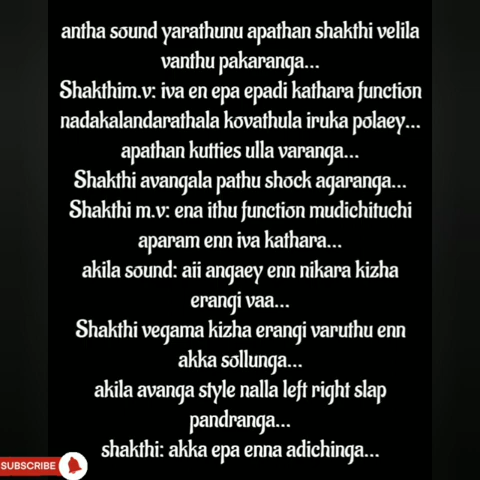 antha sound yarathunu apathan shakthi velila
vanthu pakaranga...
Shakthim.v: iva en epa epadi kathara function
nadakalandarathala kovathula iruka polaey...
apathan kutties ulla varanga...
Shakthi avangala pathu shock agaranga...
Shakthi m.v: ena ithu function mudichituchi
aparam enn iva kathara...
akila sound: aii angaey enn nikara kizha
erangi vaa...
Shakthi vegama kizha erangi varuthu enn
akka sollunga...
akila avanga style nalla left right slap
pandranga...
shakthi: akka epa enna adichinga...
SUBSCRIBE